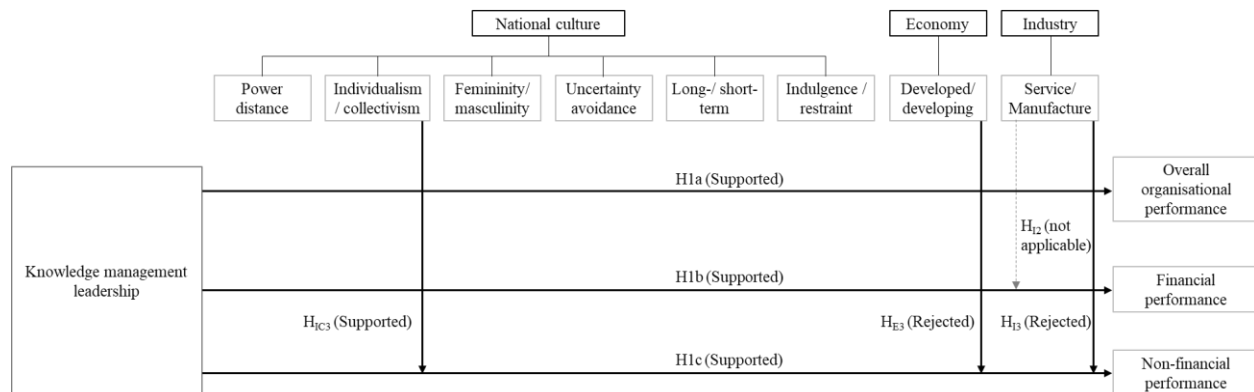 National culture
Economy
Industry
Power
distance
Individualism
/ collectivism
Femininity/
masculinity
Uncertainty
avoidance
Long-/ short-
term
Indulgence /
restraint
Developed/
developing
Service/
Manufacture
Knowledge management
leadership
H1a (Supported)
Overall
organisational
performance
HI2 (not
applicable)
H1b (Supported)
Financial
performance
HIC3 (Supported)
HE3 (Rejected)
HI3 (Rejected)
H1c (Supported)
Non-financial
performance